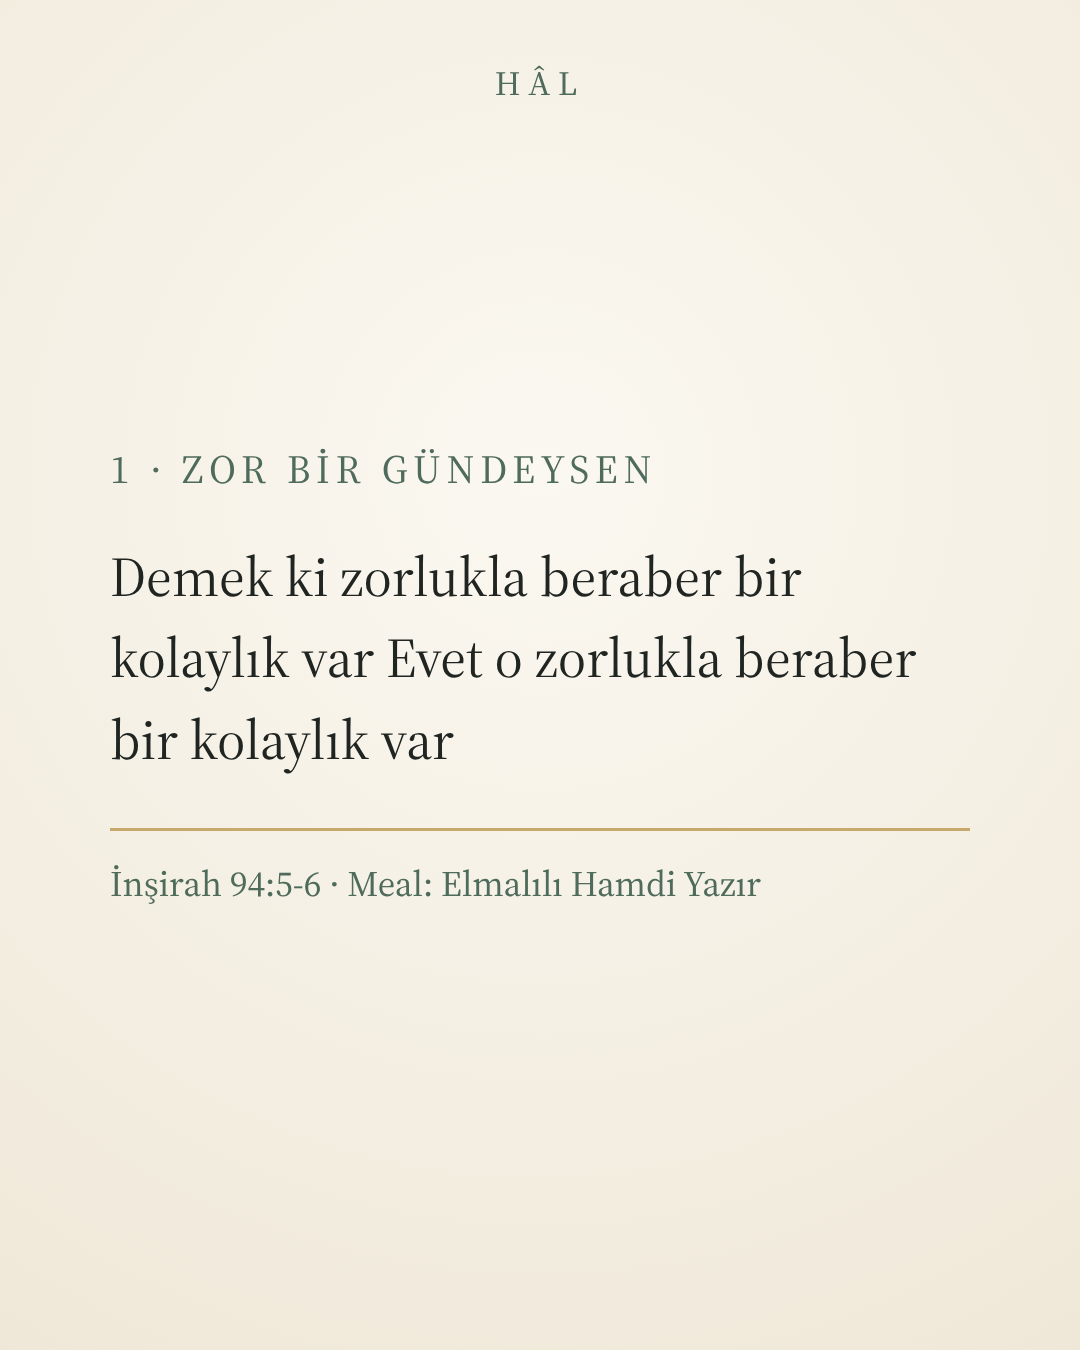 HÂL
1 · ZOR BİR GÜNDEYSEN
Demek ki zorlukla beraber bir
kolaylık var Evet o zorlukla beraber
bir kolaylık var
İnşirah 94:5-6 · Meal: Elmalılı Hamdi Yazır